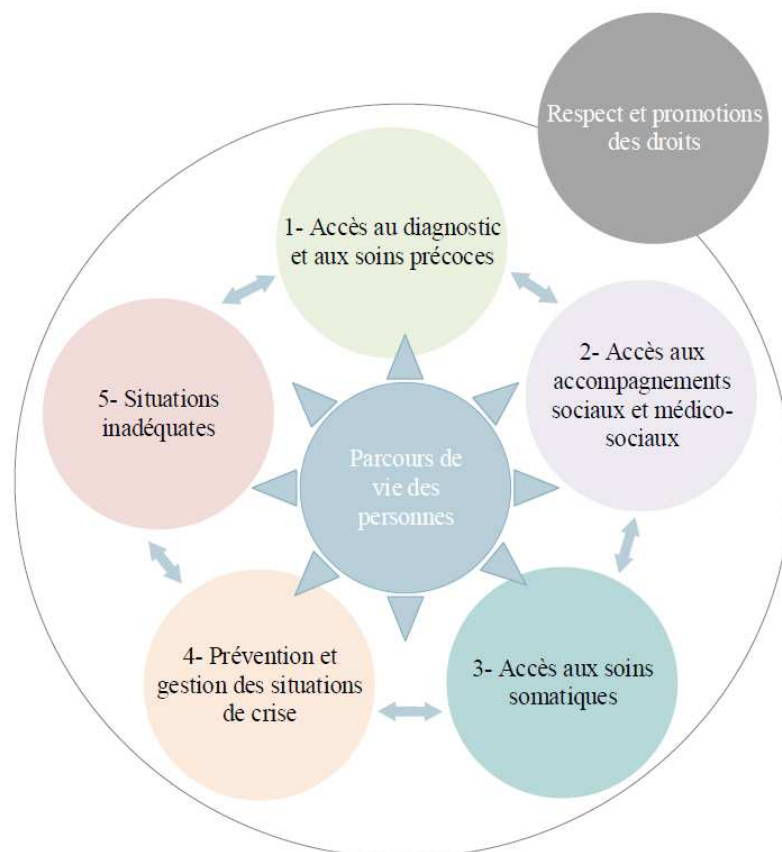 Respect et promotions
des droits
1- Accès au diagnostic
et aux soins précoces
2- Accès aux
accompagnements
sociaux et médico-
sociaux
5- Situations
inadéquates
Parcours de
vie des
personnes
4- Prévention et
gestion des situations
de crise
3- Accès aux soins
somatiques